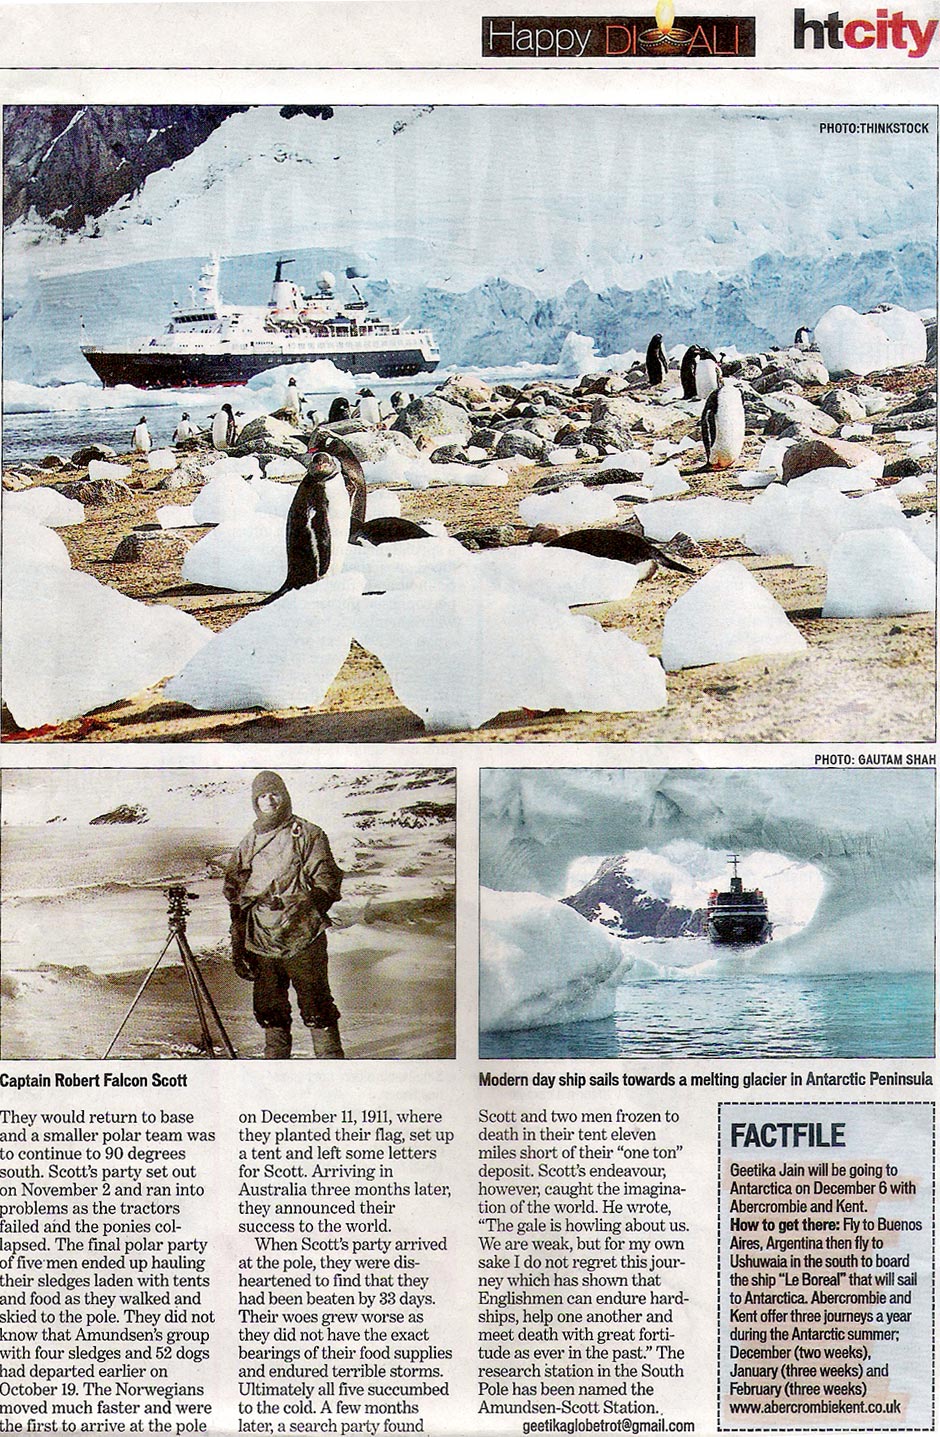 Happy DIWALI
htcity
PHOTO:THINKSTOCK
PHOTO: GAUTAM SHAH
Captain Robert Falcon Scott
Modern day ship sails towards a melting glacier in Antarctic Peninsula
They would return to base
and a smaller polar team was
to continue to 90 degrees
south. Scott's party set out
on November 2 and ran into
problems as the tractors
failed and the ponies col-
lapsed. The final polar party
of five men ended up hauling
their sledges laden with tents
and food as they walked and
skied to the pole. They did not
know that Amundsen's group
with four sledges and 52 dogs
had departed earlier on
October 19. The Norwegians
moved much faster and were
the first to arrive at the pole
on December 11, 1911, where
they planted their flag, set up
a tent and left some letters
for Scott. Arriving in
Australia three months later,
they announced their
success to the world.
When Scott's party arrived
at the pole, they were dis-
heartened to find that they
had been beaten by 33 days.
Their woes grew worse as
they did not have the exact
bearings of their food supplies
and endured terrible storms.
Ultimately all five succumbed
to the cold. A few months
later, a search party found
Scott and two men frozen to
death in their tent eleven
miles short of their "one ton"
deposit. Scott's endeavour,
however, caught the imagina-
tion of the world. He wrote,
"The gale is howling about us.
We are weak, but for my own
sake I do not regret this jour-
ney which has shown that
Englishmen can endure hard-
ships, help one another and
meet death with great forti-
tude as ever in the past." The
research station in the South
Pole has been named the
Amundsen-Scott Station.
geetikaglobetrot@gmail.com
FACTFILE
Geetika Jain will be going to
Antarctica on December 6 with
Abercrombie and Kent.
How to get there: Fly to Buenos
Aires, Argentina then fly to
Ushuwaia in the south to board
the ship "Le Boreal" that will sail
to Antarctica. Abercrombie and
Kent offer three journeys a year
during the Antarctic summer;
December (two weeks),
January (three weeks) and
February (three weeks)
www.abercrombiekent.co.uk